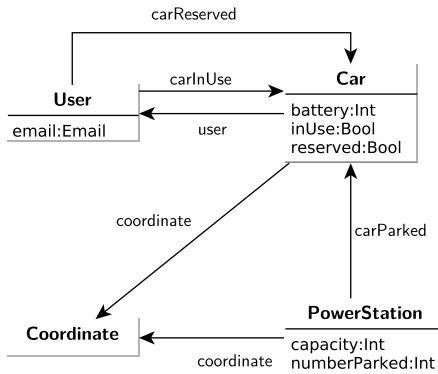 carReserved
User
email:Email
carInUse
user
Car
battery:Int
inUse:Bool
reserved:Bool
coordinate
carParked
Coordinate
coordinate
PowerStation
capacity:Int
numberParked:Int